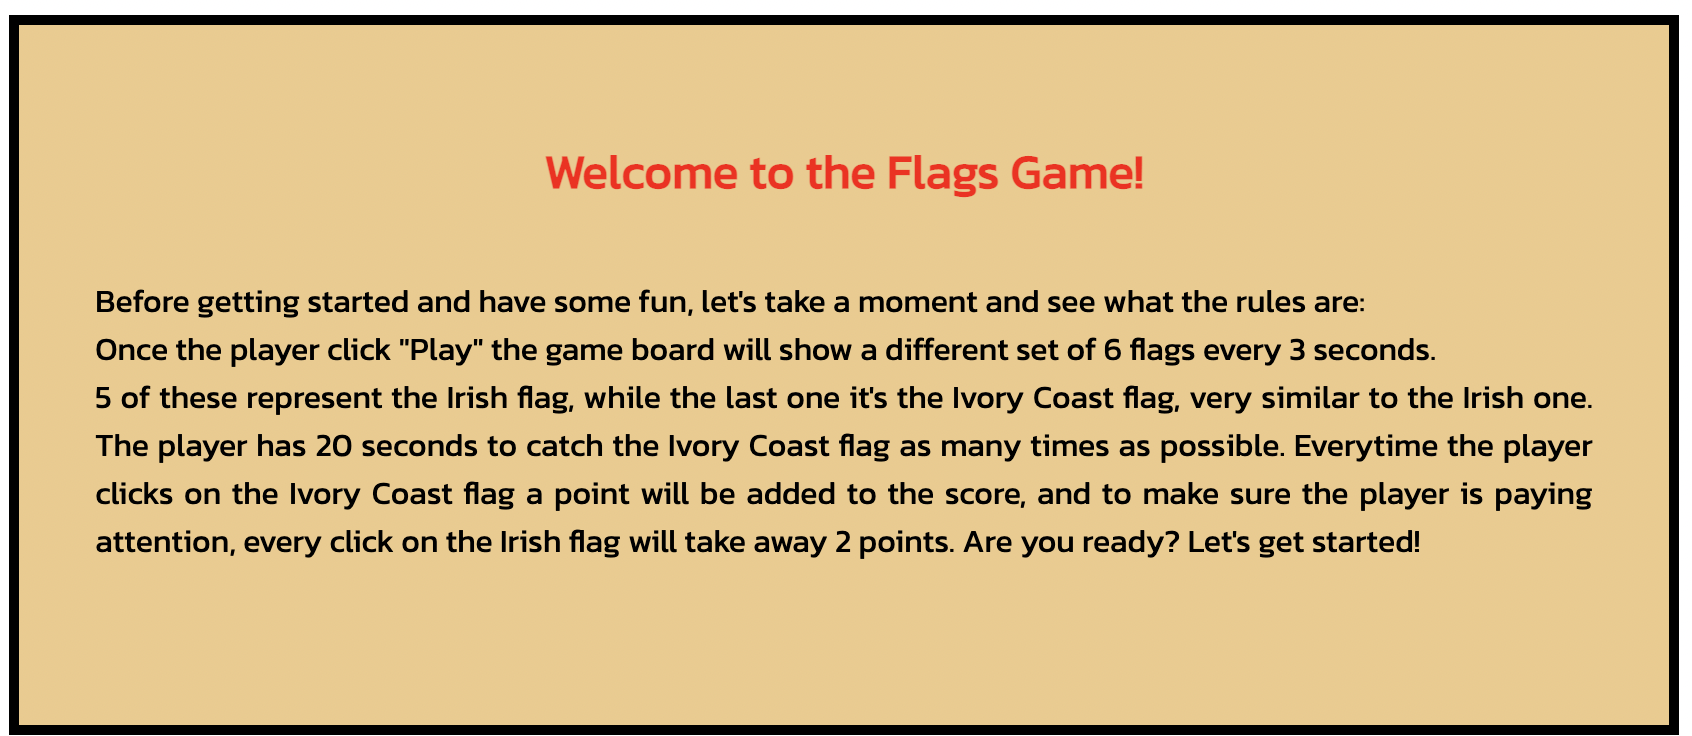 Welcome to the Flags Game!
Before getting started and have some fun, let's take a moment and see what the rules are:
Once the player click "Play" the game board will show a different set of 6 flags every 3 seconds.
5 of these represent the Irish flag, while the last one it's the Ivory Coast flag, very similar to the Irish one.
The player has 20 seconds to catch the Ivory Coast flag as many times as possible. Everytime the player
clicks on the Ivory Coast flag a point will be added to the score, and to make sure the player is paying
attention, every click on the Irish flag will take away 2 points. Are you ready? Let's get started!